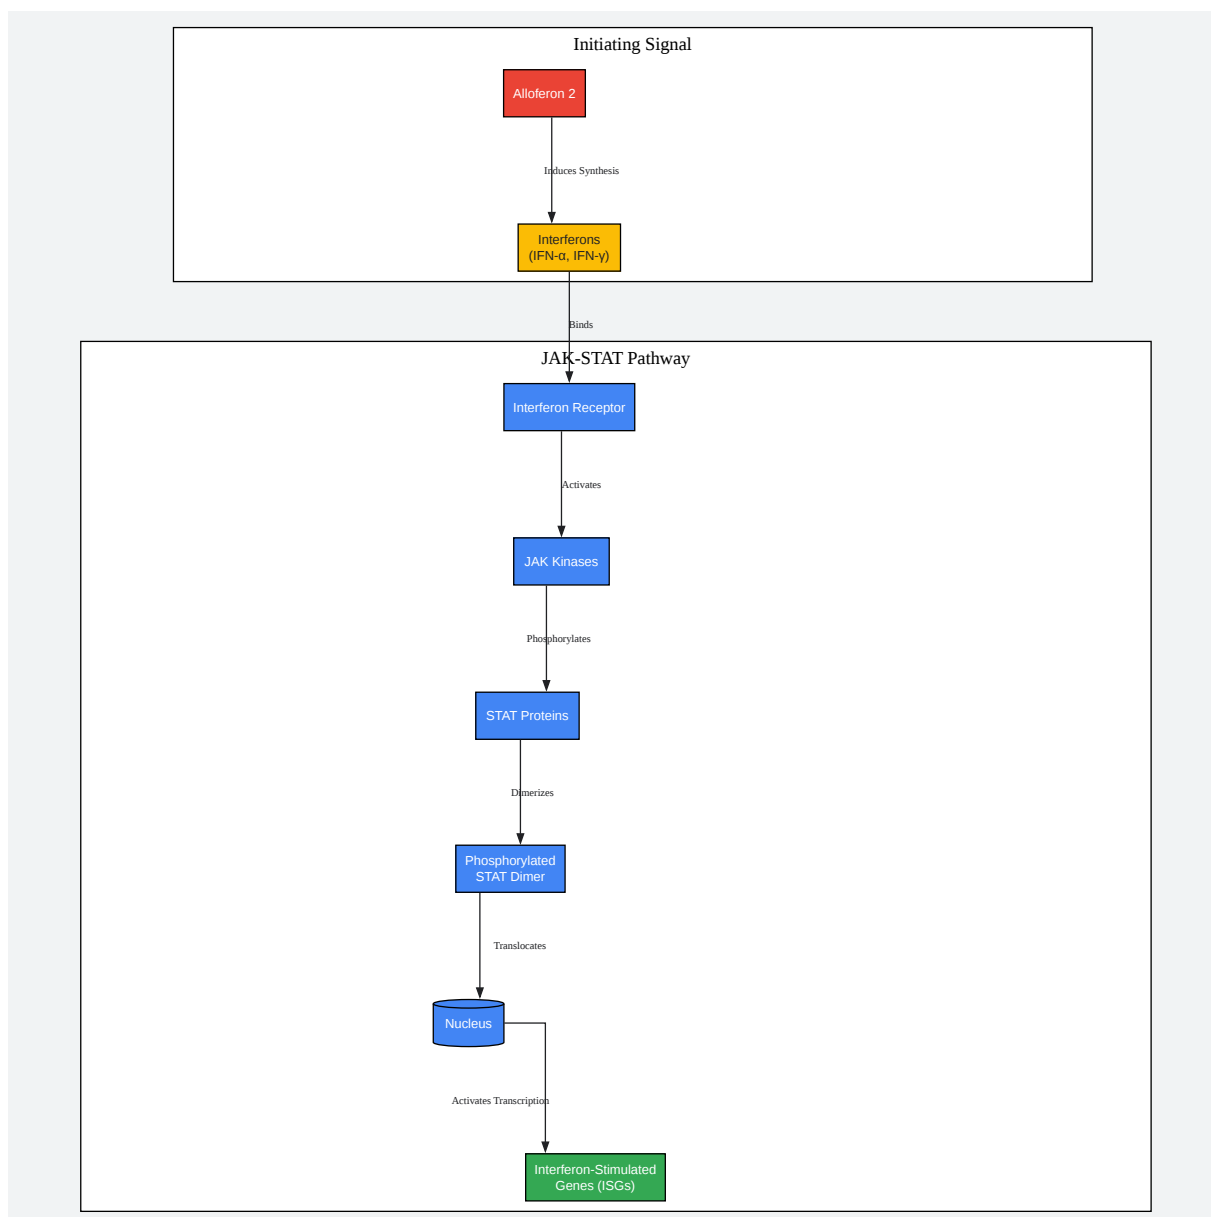 Initiating Signal
Alloferon 2
Induces Synthesis
Interferons
(IFN-α, IFN-γ)
Binds
JAK-STAT Pathway
Interferon Receptor
Activates
JAK Kinases
Phosphorylates
STAT Proteins
Dimerizes
Phosphorylated
STAT Dimer
Translocates
Nucleus
Activates Transcription
Interferon-Stimulated
Genes (ISGs)